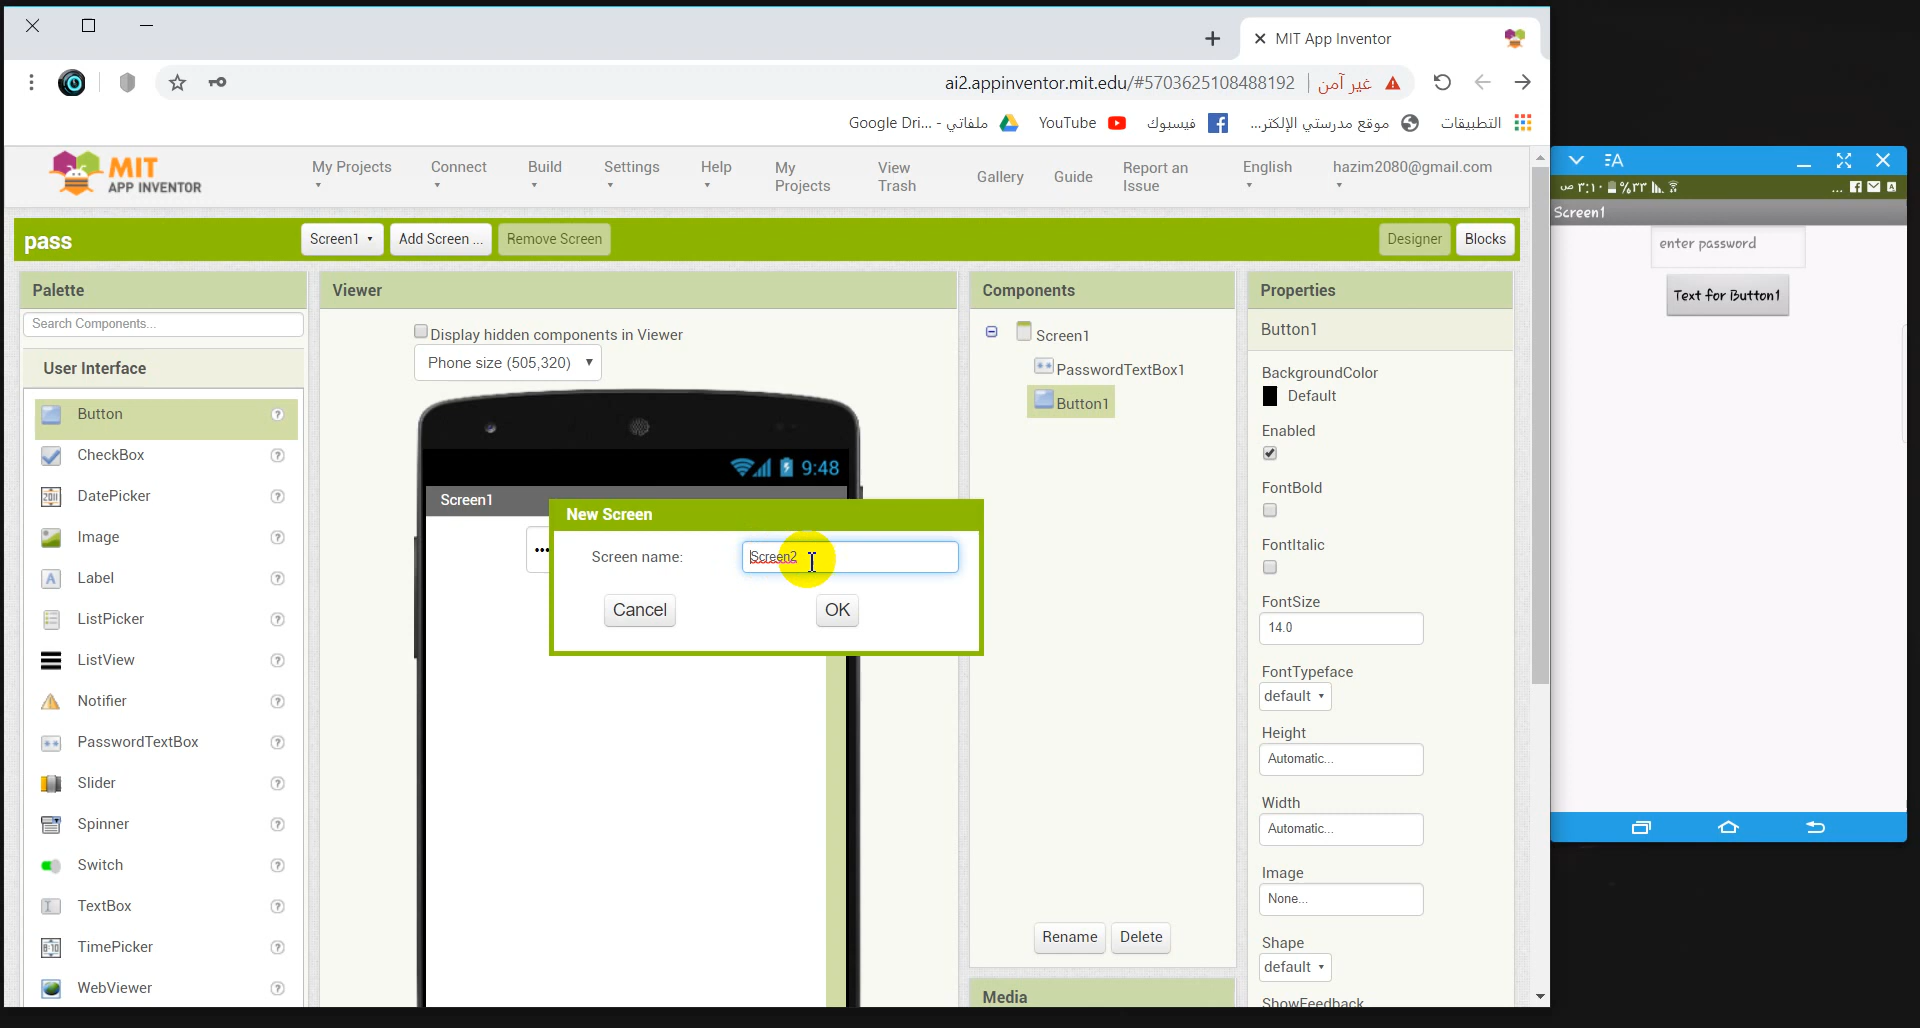 MIT App Inventor
ai2.appinventor.mit.edu/#5703625108488192
غير آمن
التطبيقات
موقع مدرستي الإلكتر...
فيسبوك
YouTube
ملفاتي - Google Dri...
MIT
APP INVENTOR
My Projects
Connect
Build
Settings
Help
My
Projects
View
Trash
Gallery
Guide
Report an
Issue
English
hazim2080@gmail.com
pass
Screen1
Add Screen ...
Remove Screen
Designer
Blocks
Palette
Search Components...
User Interface
Button
CheckBox
DatePicker
Image
Label
ListPicker
ListView
Notifier
PasswordTextBox
Slider
Spinner
Switch
TextBox
TimePicker
WebViewer
Viewer
Display hidden components in Viewer
Phone size (505,320)
9:48
Screen1
New Screen
Screen name:
Screen2
Cancel
OK
Components
Screen1
PasswordTextBox1
Button1
Rename
Delete
Media
Properties
Button1
BackgroundColor
Default
Enabled
FontBold
FontItalic
FontSize
14.0
FontTypeface
default
Height
Automatic...
Width
Automatic...
Image
None...
Shape
default
ShowFeedback
٣:١٠ ص
%٣٣
Screen1
enter password
Text for Button1